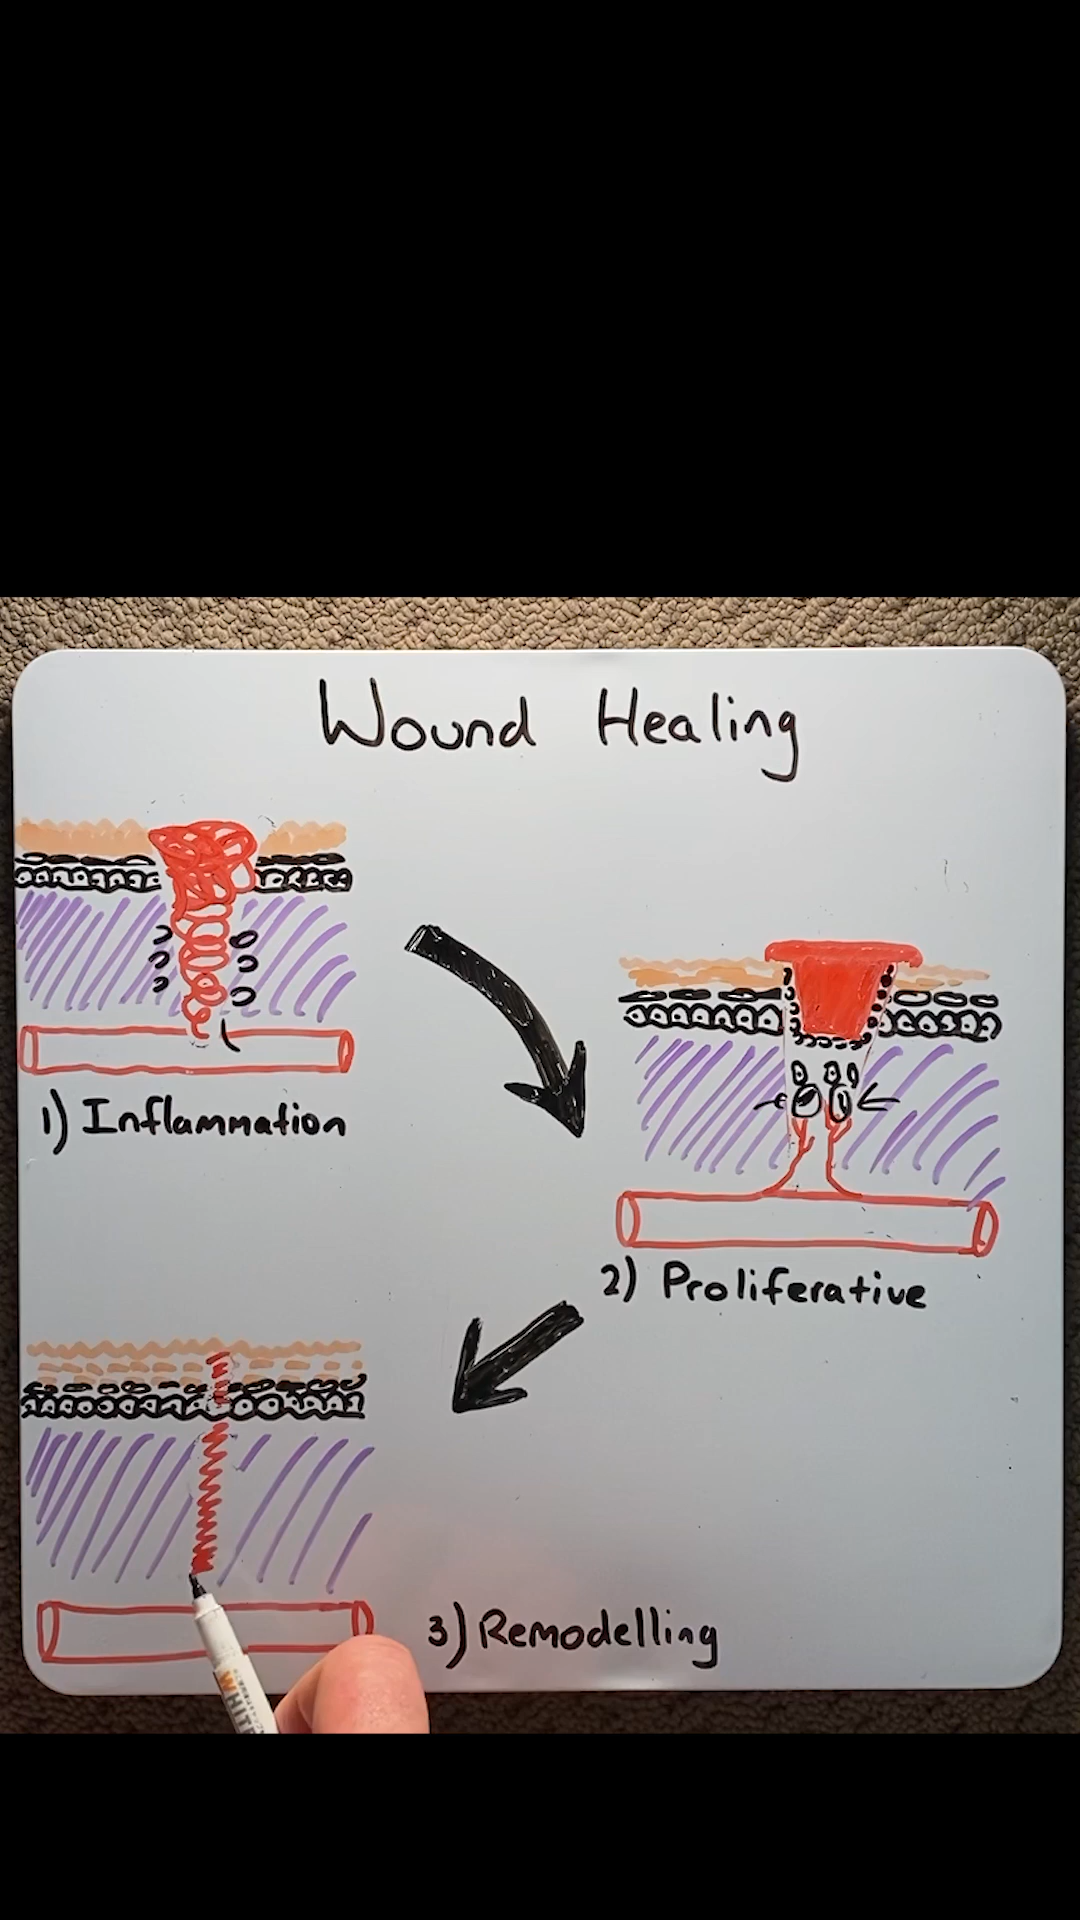 Wound Healing
1) Inflammation
2) Proliferative
3) Remodelling